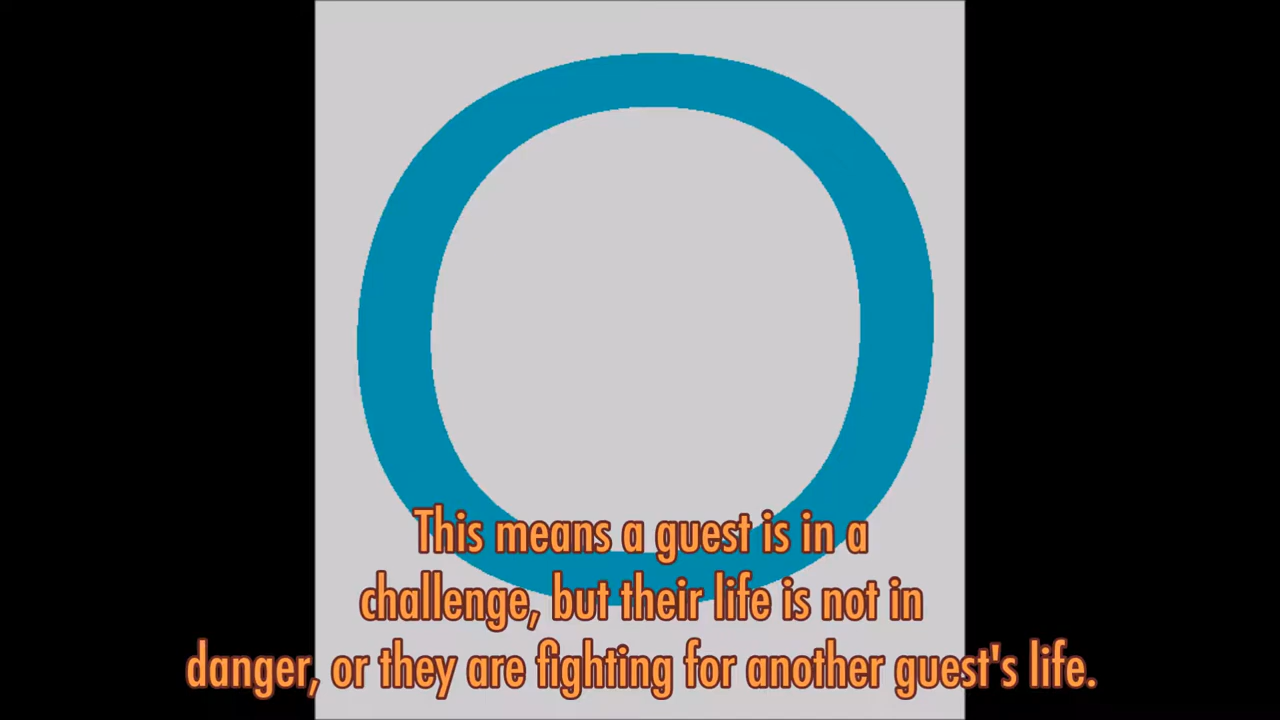 This means a guest is in a
challenge, but their life is not in
danger, or they are fighting for another guest's life.